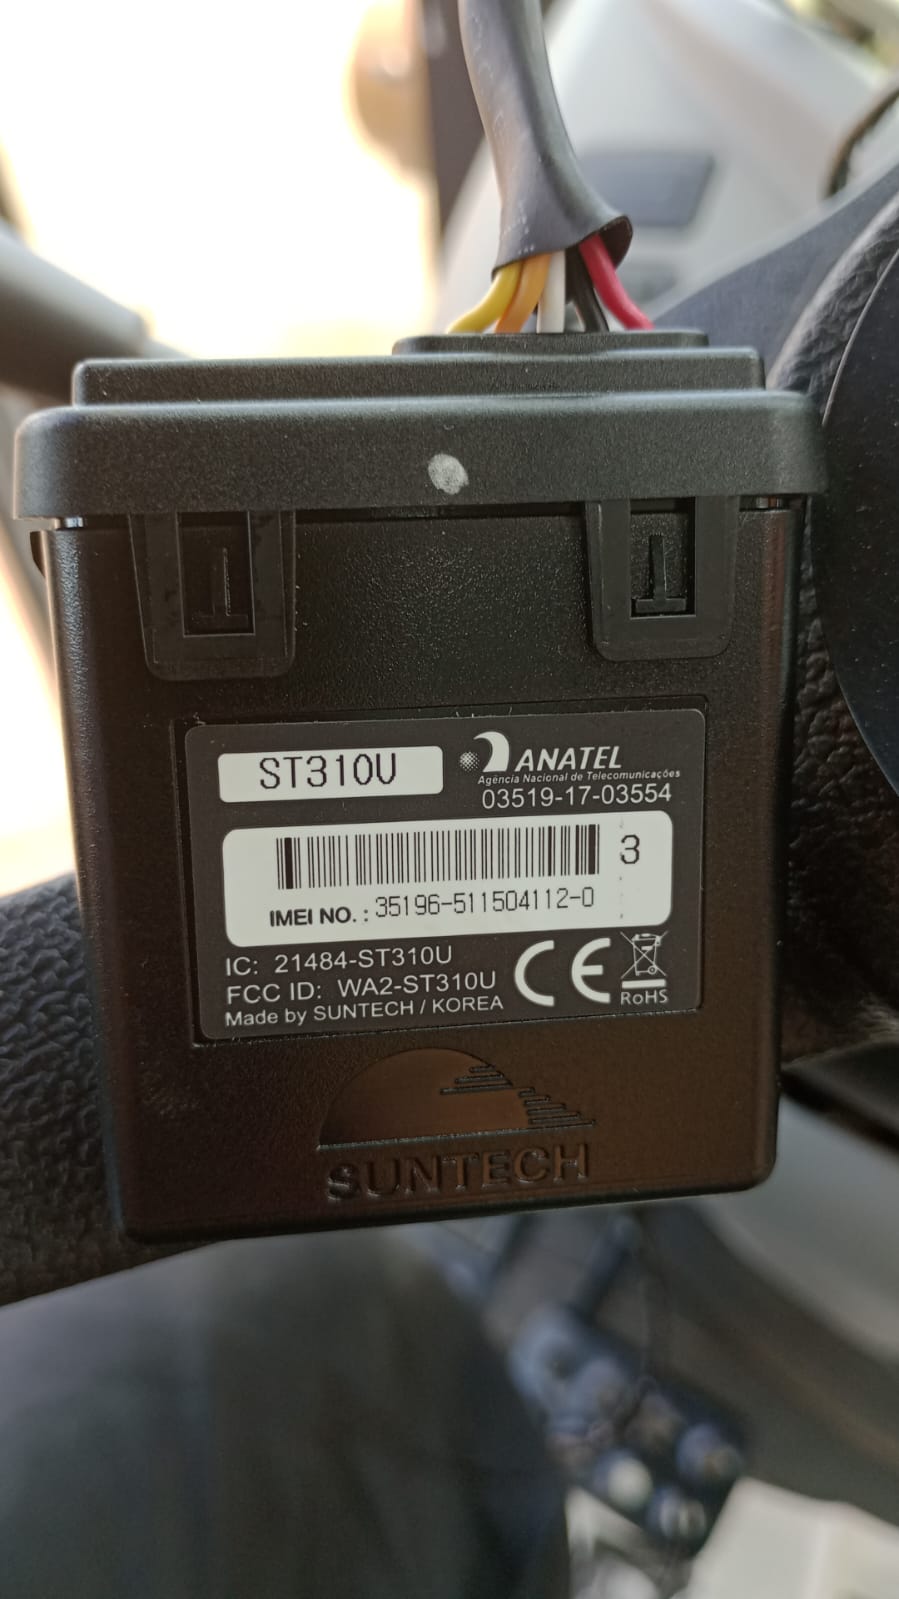 ST310U
ANATEL
Agência Nacional de Telecomunicações
03519-17-03554
3
IMEI NO. : 35196-511504112-0
IC: 21484-ST310U
FCC ID: WA2-ST310U
Made by SUNTECH / KOREA
CE
RoHS
SUNTECH